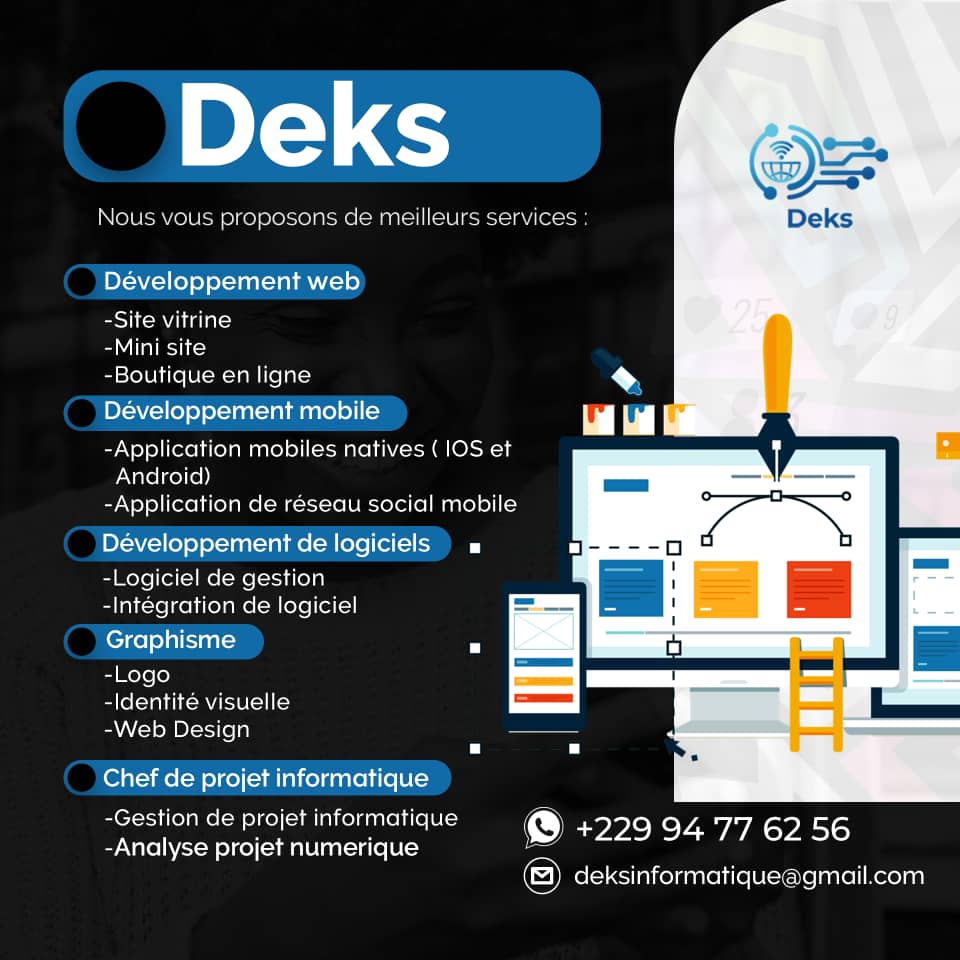 Deks
Deks
Nous vous proposons de meilleurs services :
Développement web
-Site vitrine
-Mini site
-Boutique en ligne
25
9
Développement mobile
-Application mobiles natives ( IOS et
Android)
-Application de réseau social mobile
Développement de logiciels
-Logiciel de gestion
-Intégration de logiciel
Graphisme
-Logo
-Identité visuelle
-Web Design
Chef de projet informatique
-Gestion de projet informatique
-Analyse projet numerique
+229 94 77 62 56
deksinformatique@gmail.com